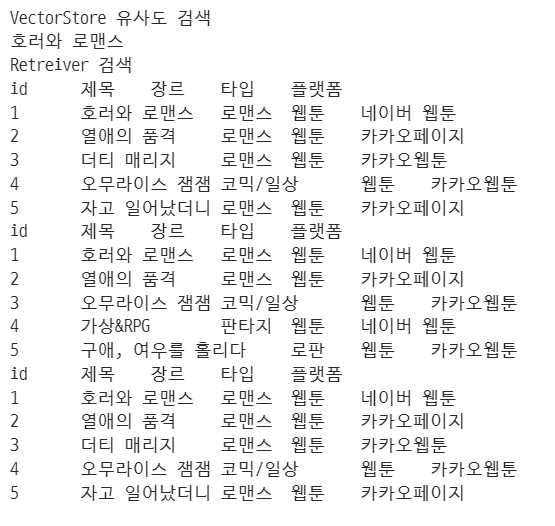 VectorStore 유사도 검색
호러와 로맨스
Retreiver 검색
id 제목 장르 타입 플랫폼
1 호러와 로맨스 로맨스 웹툰 네이버 웹툰
2 열애의 품격 로맨스 웹툰 카카오페이지
3 더티 매리지 로맨스 웹툰 카카오웹툰
4 오무라이스 잼잼 코믹/일상 웹툰 카카오웹툰
5 자고 일어났더니 로맨스 웹툰 카카오페이지
id 제목 장르 타입 플랫폼
1 호러와 로맨스 로맨스 웹툰 네이버 웹툰
2 열애의 품격 로맨스 웹툰 카카오페이지
3 오무라이스 잼잼 코믹/일상 웹툰 카카오웹툰
4 가상&RPG 판타지 웹툰 네이버 웹툰
5 구애, 여우를 홀리다 로판 웹툰 카카오웹툰
id 제목 장르 타입 플랫폼
1 호러와 로맨스 로맨스 웹툰 네이버 웹툰
2 열애의 품격 로맨스 웹툰 카카오페이지
3 더티 매리지 로맨스 웹툰 카카오웹툰
4 오무라이스 잼잼 코믹/일상 웹툰 카카오웹툰
5 자고 일어났더니 로맨스 웹툰 카카오페이지